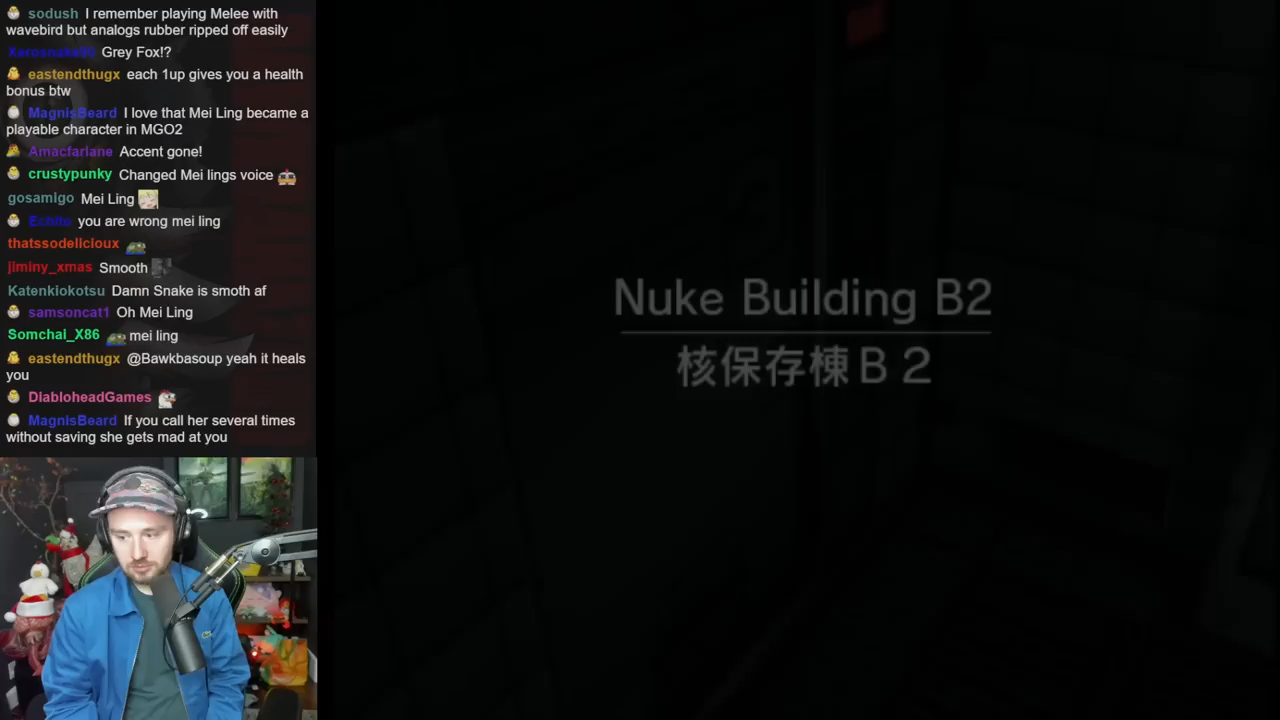 sodush I remember playing Melee with
wavebird but analogs rubber ripped off easily
Xerosnake90 Grey Fox!?
eastendthugx each 1up gives you a health
bonus btw
MagnIsBeard I love that Mei Ling became a
playable character in MGO2
Amacfarlane Accent gone!
crustypunky Changed Mei lings voice
gosamigo Mei Ling
Echito you are wrong mei ling
thatssodelicioux
jiminy_xmas Smooth
Katenkiokotsu Damn Snake is smoth af
samsoncat1 Oh Mei Ling
Somchai_X86 mei ling
eastendthugx @Bawkbasoup yeah it heals
you
DiabloheadGames
MagnIsBeard If you call her several times
without saving she gets mad at you
Nuke Building B2
核保存棟B2